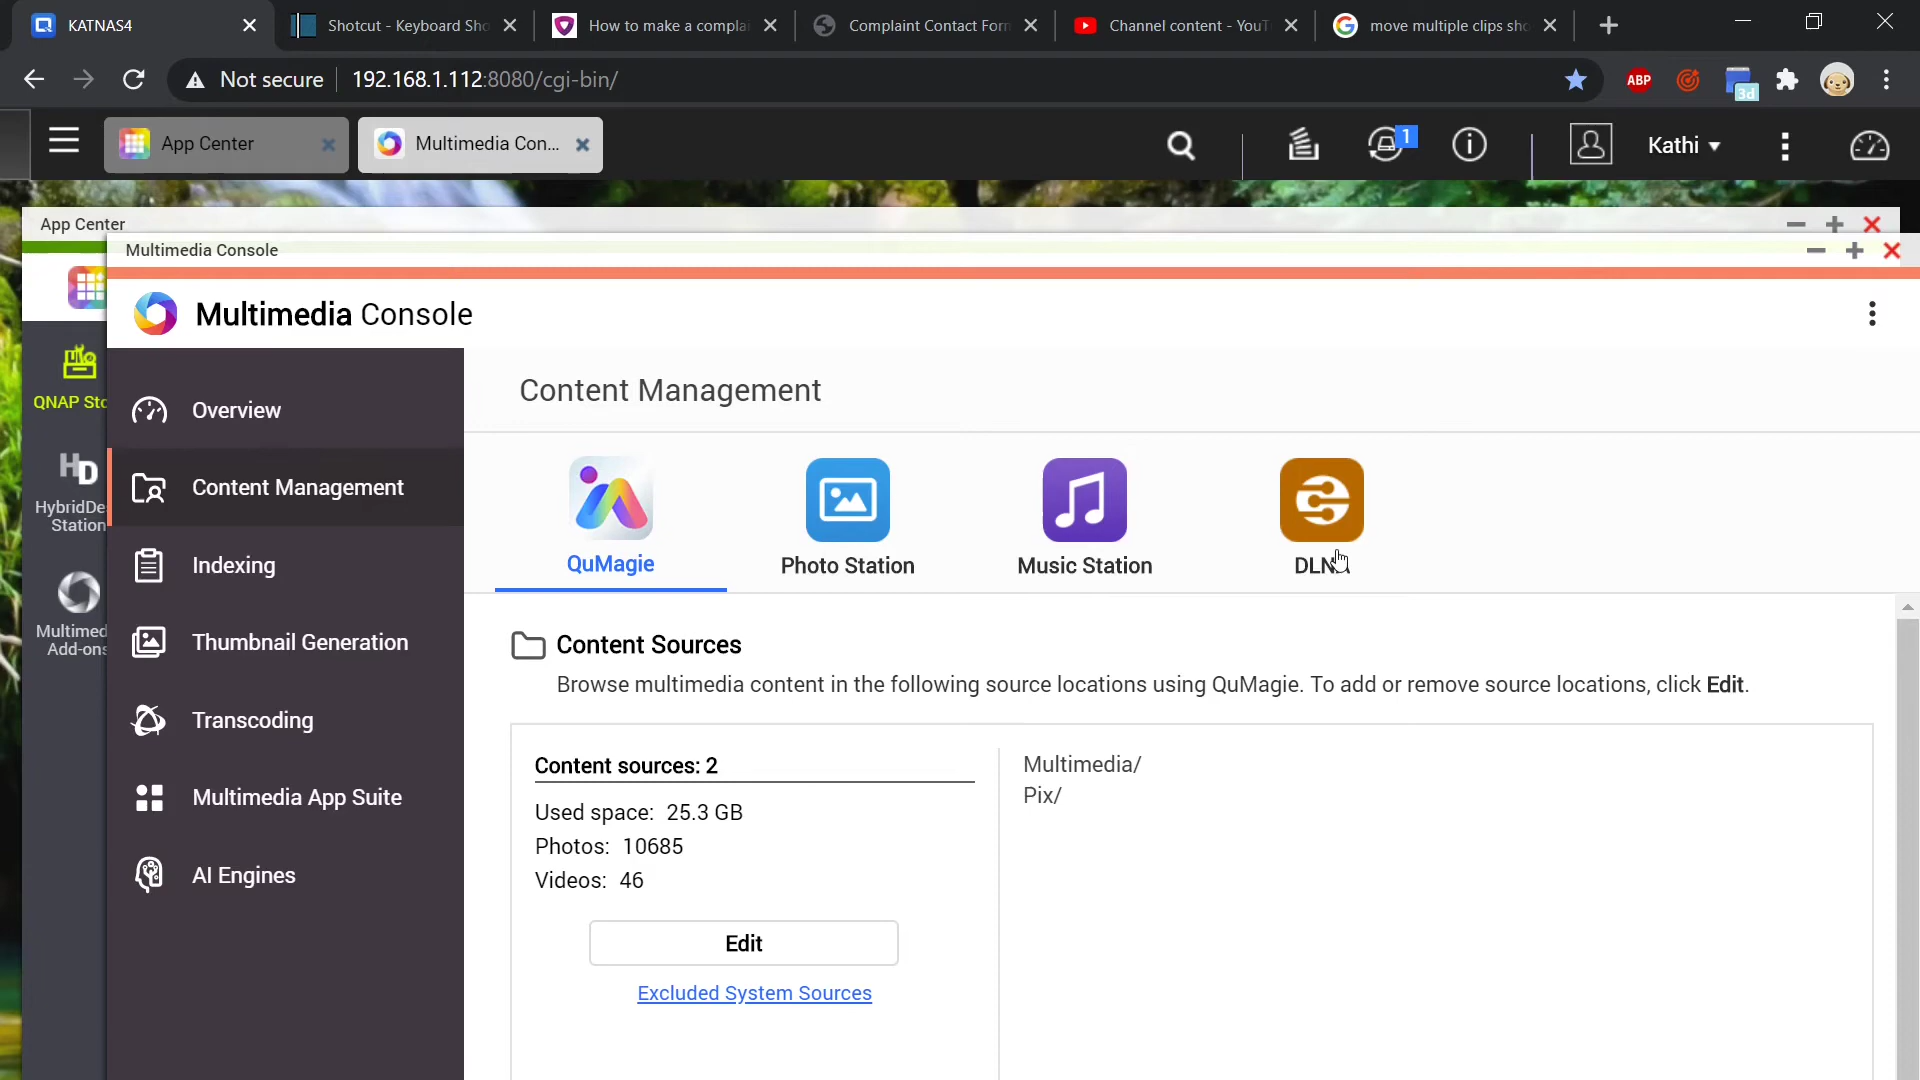 KATNAS4
Shotcut - Keyboard Sho
How to make a complai
Complaint Contact Form
Channel content - YouT
move multiple clips sho
Not secure
192.168.1.112:8080/cgi-bin/
ABP
3d
App Center
Multimedia Con...
1
Kathi
App Center
Multimedia Console
Multimedia Console
QNAP Sto
HD
HybridDe
Station
Multimed
Add-ons
Overview
Content Management
Indexing
Thumbnail Generation
Transcoding
Multimedia App Suite
AI Engines
Content Management
QuMagie
Photo Station
Music Station
DLNA
Content Sources
Browse multimedia content in the following source locations using QuMagie. To add or remove source locations, click Edit.
Content sources: 2
Used space: 25.3 GB
Photos: 10685
Videos: 46
Edit
Excluded System Sources
Multimedia/
Pix/